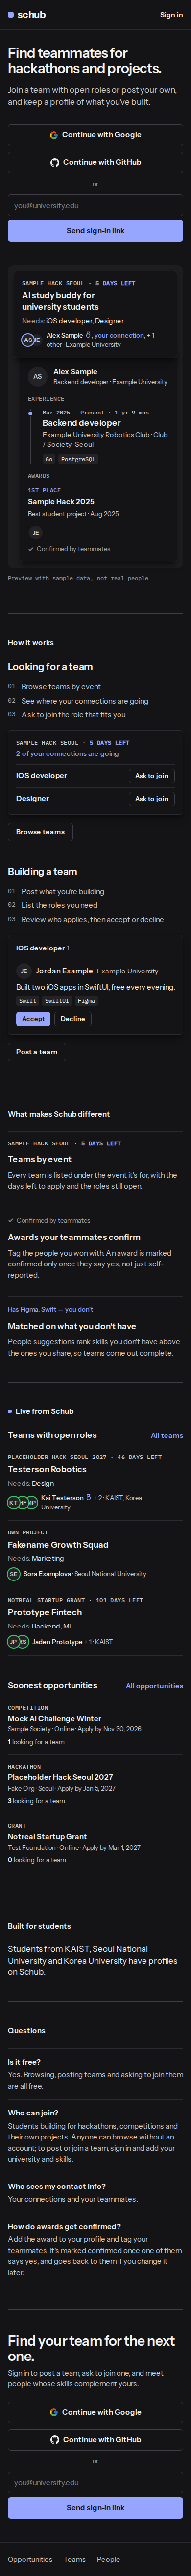 schub
Sign in
Find teammates for
hackathons and projects.
Join a team with open roles or post your own,
and keep a profile of what you've built.
Continue with Google
Continue with GitHub
or
you@university.edu
Send sign-in link
SAMPLE HACK SEOUL · 5 DAYS LEFT
AI study buddy for
university students
Needs: iOS developer, Designer
AS
Alex Sample, your connection, + 1
other · Example University
AS
Alex Sample
Backend developer · Example University
EXPERIENCE
Mar 2025 – Present · 1 yr 9 mos
Backend developer
Example University Robotics Club · Club
/ Society · Seoul
Go PostgreSQL
AWARDS
1ST PLACE
Sample Hack 2025
Best student project · Aug 2025
JE
Confirmed by teammates
Preview with sample data, not real people
How it works
Looking for a team
01 Browse teams by event
02 See where your connections are going
03 Ask to join the role that fits you
SAMPLE HACK SEOUL · 5 DAYS LEFT
2 of your connections are going
iOS developer
Ask to join
Designer
Ask to join
Browse teams
Building a team
01 Post what you're building
02 List the roles you need
03 Review who applies, then accept or decline
iOS developer 1
JE Jordan Example Example University
Built two iOS apps in SwiftUI, free every evening.
Swift SwiftUI Figma
Accept Decline
Post a team
What makes Schub different
SAMPLE HACK SEOUL · 5 DAYS LEFT
Teams by event
Every team is listed under the event it's for, with the
days left to apply and the roles still open.
Confirmed by teammates
Awards your teammates confirm
Tag the people you won with. An award is marked
confirmed only once they say yes, not just self-
reported.
Has Figma, Swift — you don't
Matched on what you don't have
People suggestions rank skills you don't have above
the ones you share, so teams come out complete.
Live from Schub
Teams with open roles
All teams
PLACEHOLDER HACK SEOUL 2027 · 46 DAYS LEFT
Testerson Robotics
Needs: Design
KT
Kai Testerson + 2 · KAIST, Korea
University
OWN PROJECT
Fakename Growth Squad
Needs: Marketing
SE Sora Examplova · Seoul National University
NOTREAL STARTUP GRANT · 101 DAYS LEFT
Prototype Fintech
Needs: Backend, ML
JP Jaden Prototype + 1 · KAIST
Soonest opportunities
All opportunities
COMPETITION
Mock AI Challenge Winter
Sample Society · Online · Apply by Nov 30, 2026
1 looking for a team
HACKATHON
Placeholder Hack Seoul 2027
Fake Org · Seoul · Apply by Jan 5, 2027
3 looking for a team
GRANT
Notreal Startup Grant
Test Foundation · Online · Apply by Mar 1, 2027
0 looking for a team
Built for students
Students from KAIST, Seoul National
University and Korea University have profiles
on Schub.
Questions
Is it free?
Yes. Browsing, posting teams and asking to join them
are all free.
Who can join?
Students building for hackathons, competitions and
their own projects. Anyone can browse without an
account; to post or join a team, sign in and add your
university and skills.
Who sees my contact info?
Your connections and your teammates.
How do awards get confirmed?
Add the award to your profile and tag your
teammates. It's marked confirmed once one of them
says yes, and goes back to them if you change it
later.
Find your team for the next
one.
Sign in to post a team, ask to join one, and meet
people whose skills complement yours.
Continue with Google
Continue with GitHub
or
you@university.edu
Send sign-in link
Opportunities Teams People